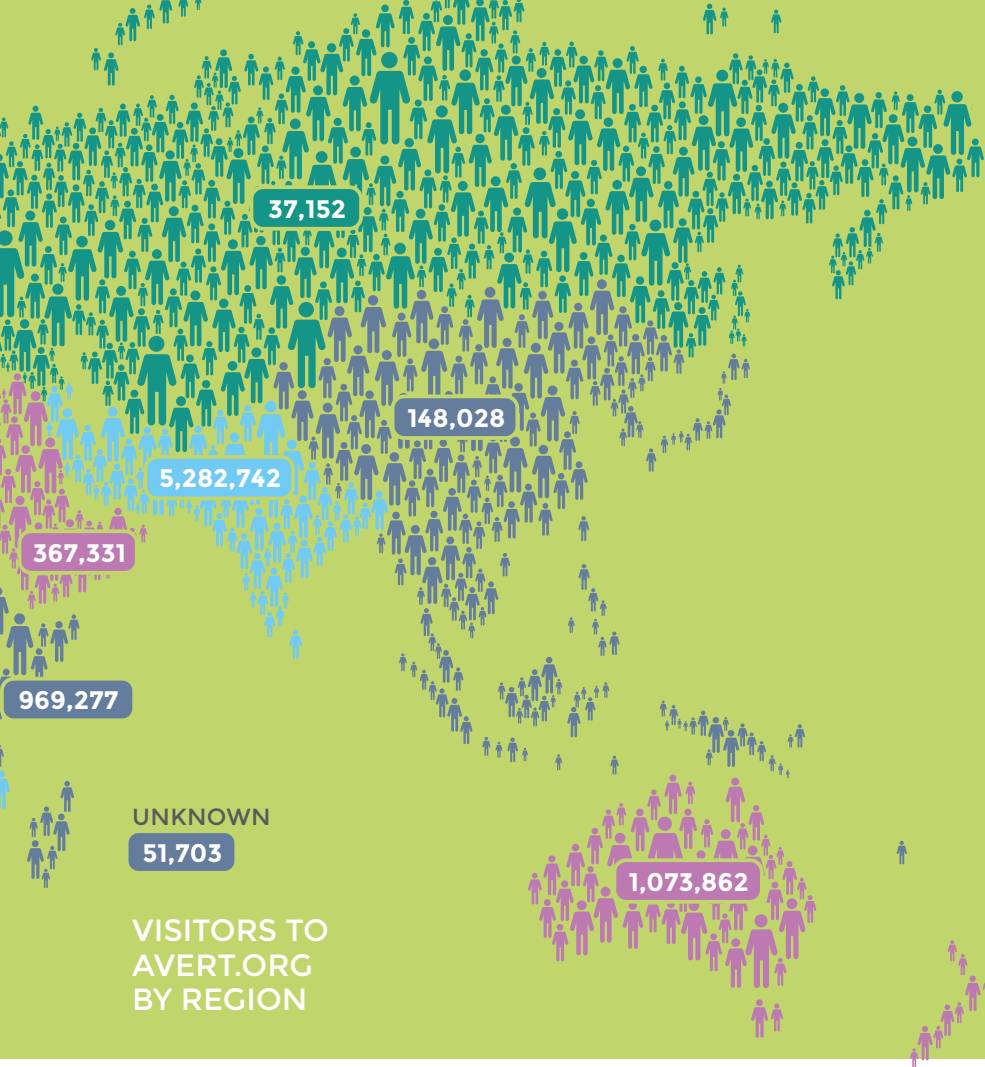 37,152
148,028
5,282,742
367,331
969,277
UNKNOWN
51,703
1,073,862
VISITORS TO
AVERT.ORG
BY REGION